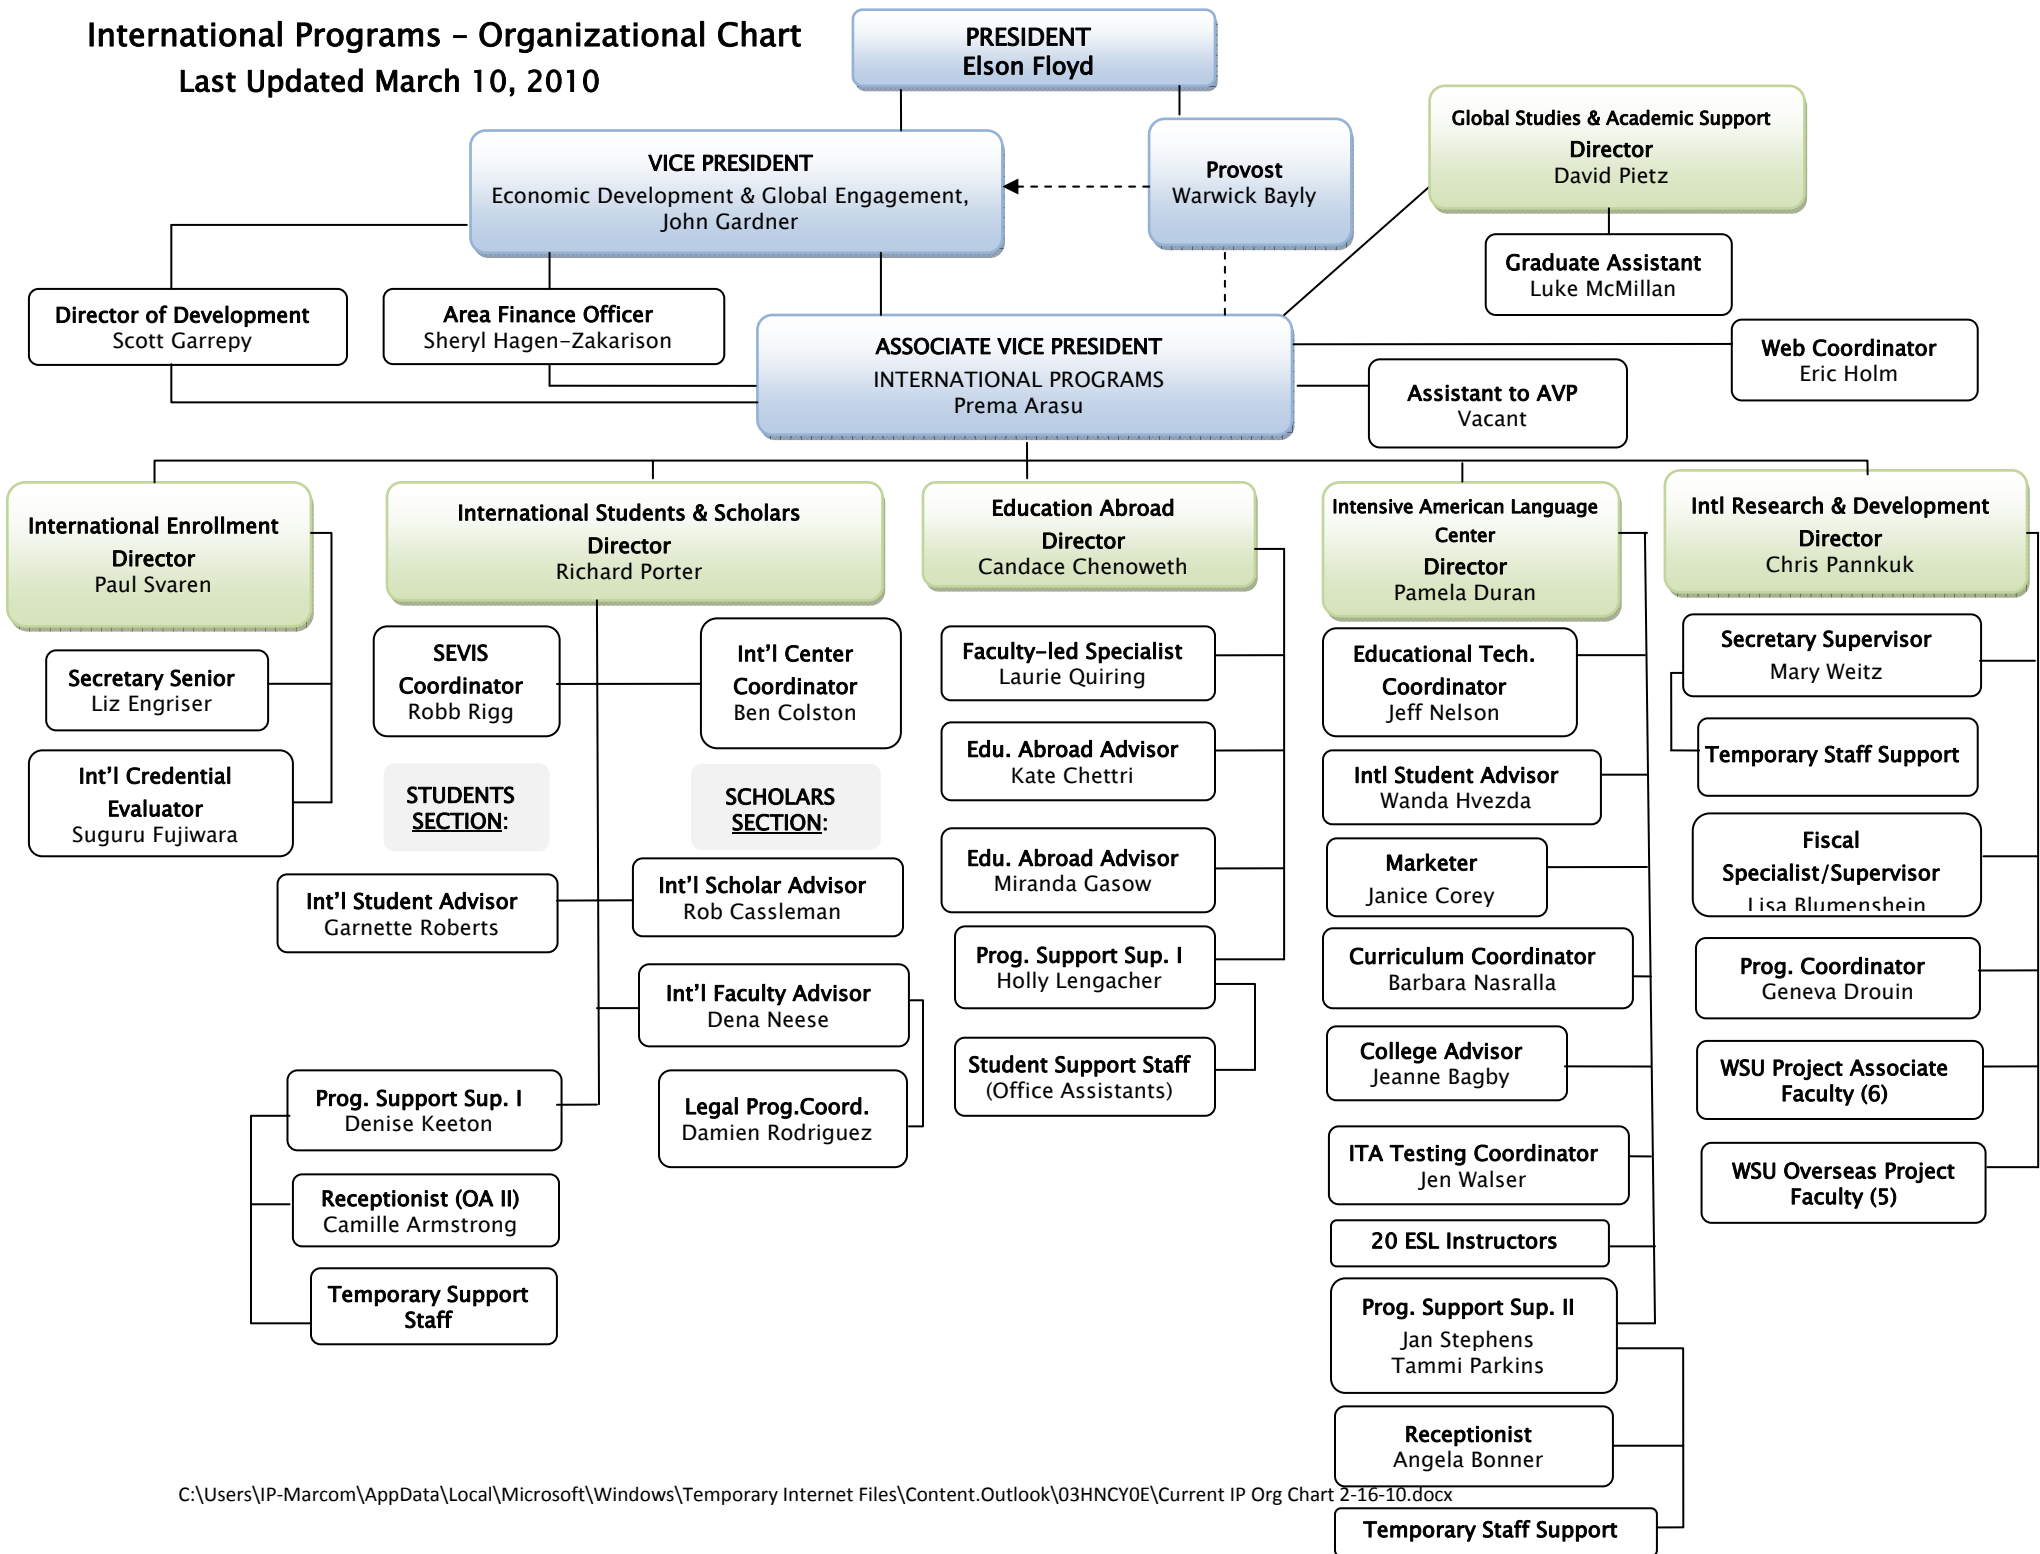 International Programs – Organizational Chart
Last Updated March 10, 2010
PRESIDENT
Elson Floyd
VICE PRESIDENT
Economic Development & Global Engagement,
John Gardner
Provost
Warwick Bayly
Global Studies & Academic Support
Director
David Pietz
Graduate Assistant
Luke McMillan
Director of Development
Scott Garrepy
Area Finance Officer
Sheryl Hagen-Zakarison
ASSOCIATE VICE PRESIDENT
INTERNATIONAL PROGRAMS
Prema Arasu
Web Coordinator
Eric Holm
Assistant to AVP
Vacant
International Enrollment
Director
Paul Svaren
Secretary Senior
Liz Engriser
Int’l Credential
Evaluator
Suguru Fujiwara
International Students & Scholars
Director
Richard Porter
SEVIS
Coordinator
Robb Rigg
Int’l Center
Coordinator
Ben Colston
STUDENTS
SECTION:
SCHOLARS
SECTION:
Int’l Student Advisor
Garnette Roberts
Int’l Scholar Advisor
Rob Cassleman
Int’l Faculty Advisor
Dena Neese
Legal Prog.Coord.
Damien Rodriguez
Prog. Support Sup. I
Denise Keeton
Receptionist (OA II)
Camille Armstrong
Temporary Support
Staff
Education Abroad
Director
Candace Chenoweth
Faculty-led Specialist
Laurie Quiring
Edu. Abroad Advisor
Kate Chettri
Edu. Abroad Advisor
Miranda Gasow
Prog. Support Sup. I
Holly Lengacher
Student Support Staff
(Office Assistants)
Intensive American Language
Center
Director
Pamela Duran
Educational Tech.
Coordinator
Jeff Nelson
Intl Student Advisor
Wanda Hvezda
Marketer
Janice Corey
Curriculum Coordinator
Barbara Nasralla
College Advisor
Jeanne Bagby
ITA Testing Coordinator
Jen Walser
20 ESL Instructors
Prog. Support Sup. II
Jan Stephens
Tammi Parkins
Receptionist
Angela Bonner
Temporary Staff Support
Intl Research & Development
Director
Chris Pannkuk
Secretary Supervisor
Mary Weitz
Temporary Staff Support
Fiscal
Specialist/Supervisor
Lisa Blumenshein
Prog. Coordinator
Geneva Drouin
WSU Project Associate
Faculty (6)
WSU Overseas Project
Faculty (5)
C:\Users\IP-Marcom\AppData\Local\Microsoft\Windows\Temporary Internet Files\Content.Outlook\03HNCY0E\Current IP Org Chart 2-16-10.docx